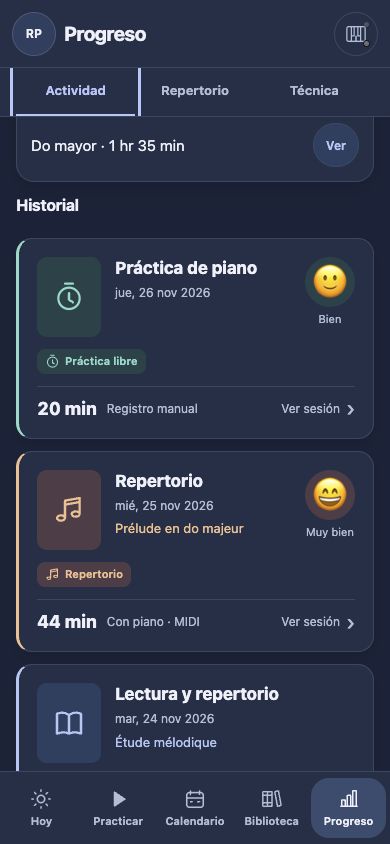 RP
Progreso
Actividad
Repertorio
Técnica
Do mayor · 1 hr 35 min
Ver
Historial
Práctica de piano
jue, 26 nov 2026
Bien
Práctica libre
20 min Registro manual
Ver sesión
Repertorio
mié, 25 nov 2026
Prélude en do majeur
Muy bien
Repertorio
44 min Con piano · MIDI
Ver sesión
Lectura y repertorio
mar, 24 nov 2026
Étude mélodique
Hoy
Practicar
Calendario
Biblioteca
Progreso